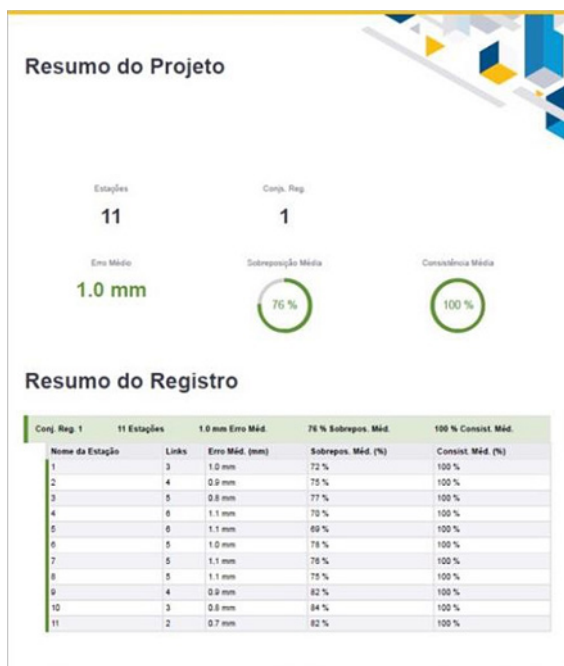 Resumo do Projeto
Estações Conjs. Reg.
11 1
Erro Médio Sobreposição Média Consistência Média
1.0 mm 76 % 100 %
Resumo do Registro
Conj. Reg. 1 11 Estações 1.0 mm Erro Méd. 76 % Sobrepos. Méd. 100 % Consist. Méd.
Nome da Estação Links Erro Méd. (mm) Sobrepos. Méd. (%) Consist. Méd. (%)
1 3 1.0 mm 72 % 100 %
2 4 0.9 mm 75 % 100 %
3 5 0.8 mm 77 % 100 %
4 6 1.1 mm 70 % 100 %
5 6 1.1 mm 69 % 100 %
6 5 1.0 mm 78 % 100 %
7 5 1.1 mm 76 % 100 %
8 5 1.1 mm 75 % 100 %
9 4 0.9 mm 82 % 100 %
10 3 0.8 mm 84 % 100 %
11 2 0.7 mm 82 % 100 %